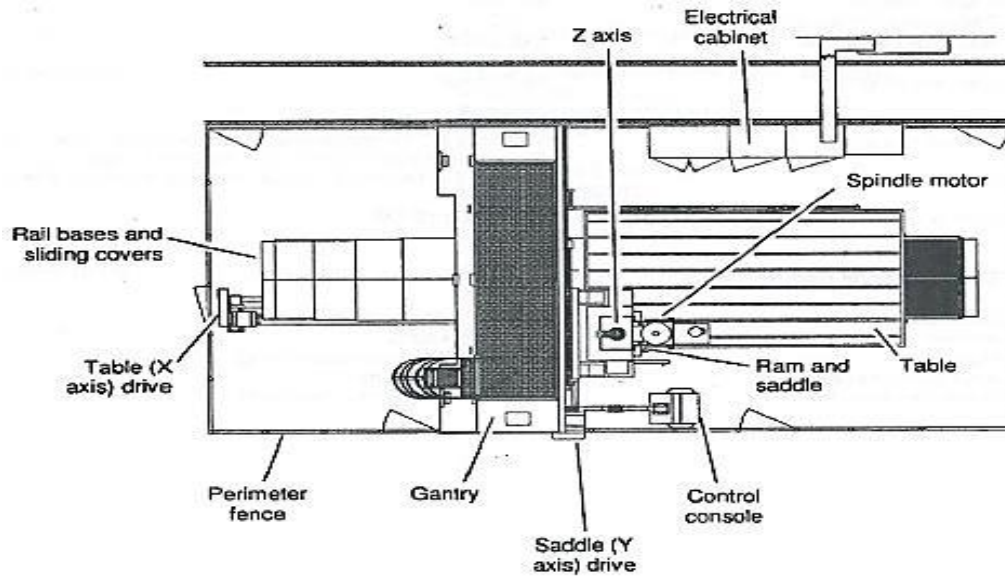 Electrical
cabinet
Z axis
Spindle motor
Rail bases and
sliding covers
Table (X
axis) drive
Ram and
saddle
Table
Perimeter
fence
Gantry
Control
console
Saddle (Y
axis) drive